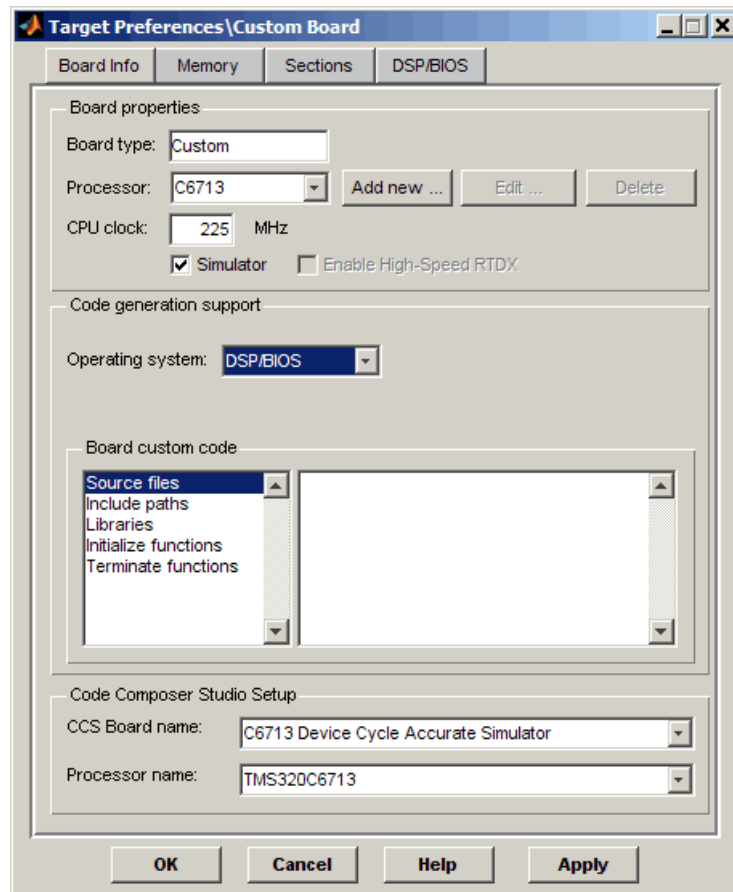 Target Preferences\Custom Board
Board Info Memory Sections DSP/BIOS
Board properties
Board type: Custom
Processor: C6713 Add new ... Edit ... Delete
CPU clock: 225 MHz
Simulator Enable High-Speed RTDX
Code generation support
Operating system: DSP/BIOS
Board custom code
Source files
Include paths
Libraries
Initialize functions
Terminate functions
Code Composer Studio Setup
CCS Board name: C6713 Device Cycle Accurate Simulator
Processor name: TMS320C6713
OK Cancel Help Apply